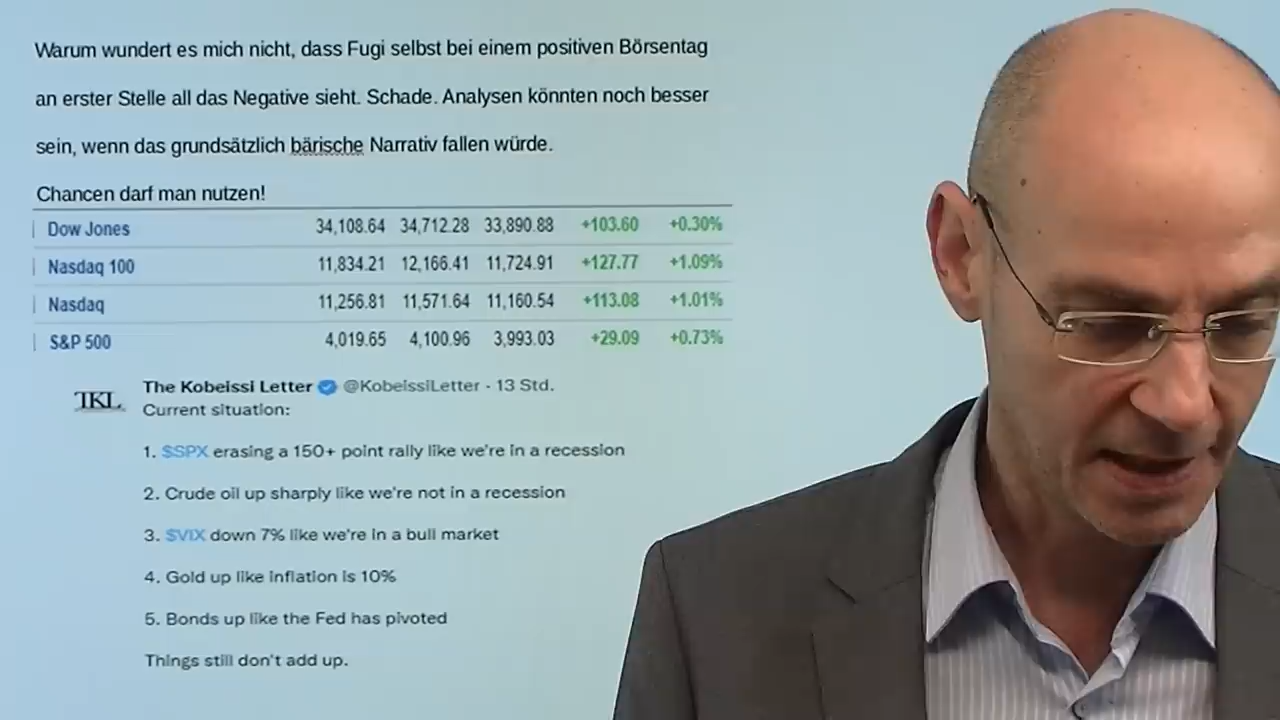 Warum wundert es mich nicht, dass Fugi selbst bei einem positiven Börsentag
an erster Stelle all das Negative sieht. Schade. Analysen könnten noch besser
sein, wenn das grundsätzlich bärische Narrativ fallen würde.
Chancen darf man nutzen!
Dow Jones 34,108.64 34,712.28 33,890.88 +103.60 +0.30%
Nasdaq 100 11,834.21 12,166.41 11,724.91 +127.77 +1.09%
Nasdaq 11,256.81 11,571.64 11,160.54 +113.08 +1.01%
S&P 500 4,019.65 4,100.96 3,993.03 +29.09 +0.73%
TKL The Kobeissi Letter @KobeissiLetter · 13 Std.
Current situation:
1. $SPX erasing a 150+ point rally like we're in a recession
2. Crude oil up sharply like we're not in a recession
3. $VIX down 7% like we're in a bull market
4. Gold up like inflation is 10%
5. Bonds up like the Fed has pivoted
Things still don't add up.